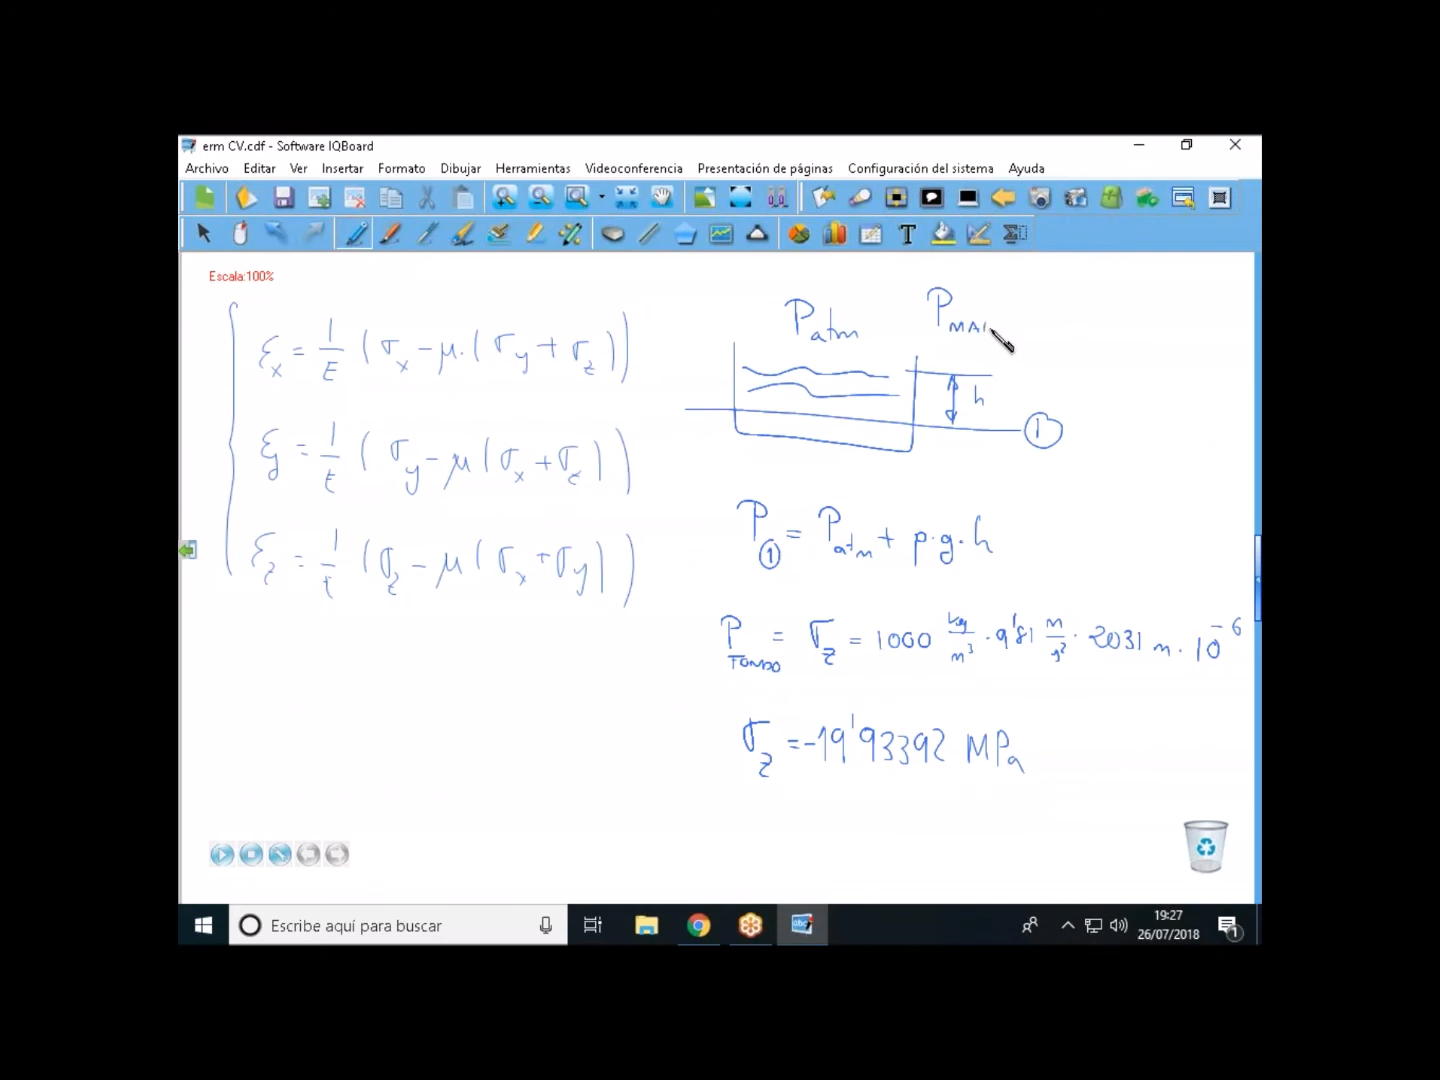 erm CV.cdf - Software IQBoard
Archivo Editar Ver Insertar Formato Dibujar Herramientas Videoconferencia Presentación de páginas Configuración del sistema Ayuda
Escala:100%
εx = 1/E (σx - μ·(σy + σz))
εy = 1/E (σy - μ(σx + σz))
εz = 1/E (σz - μ(σx + σy))
Patm PMAN
h
1
P① = Patm + ρ·g·h
PFONDO = σz = 1000 kg/m³ · 9'81 m/s² · 2031 m · 10⁻⁶
σz = -19'93392 MPa
Escribe aquí para buscar
19:27
26/07/2018
1